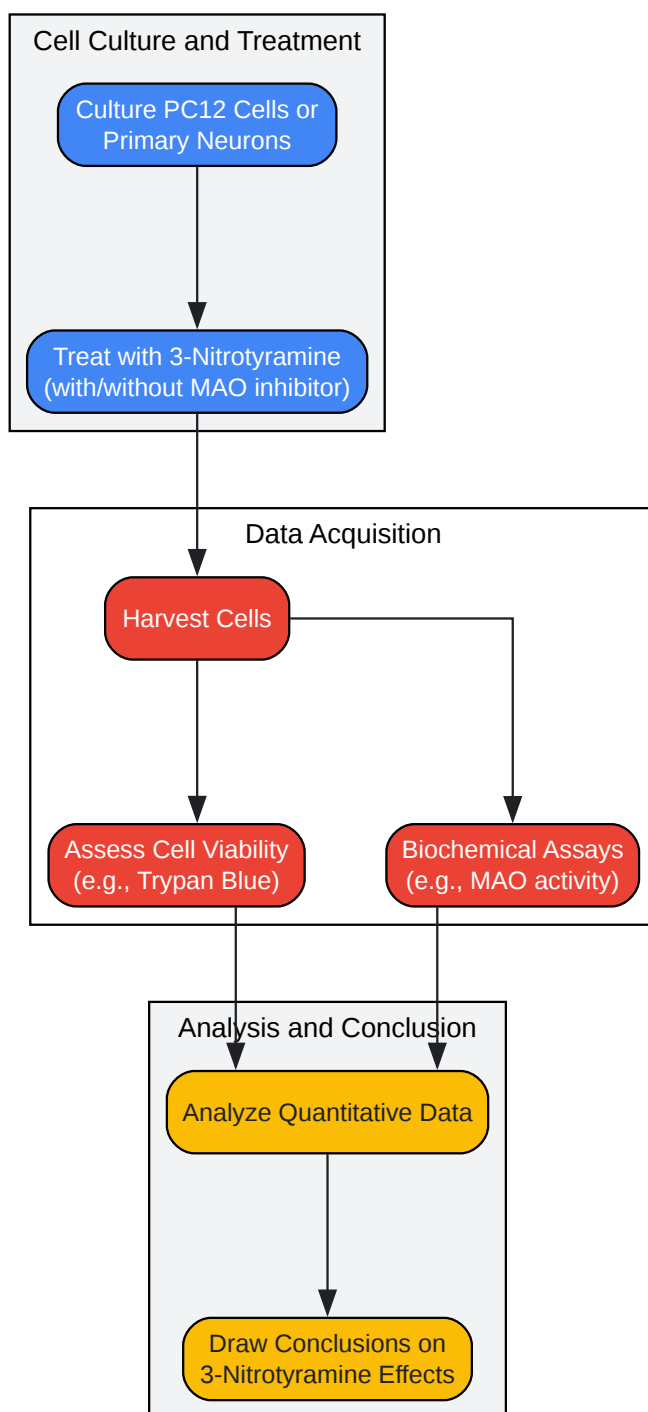 Cell Culture and Treatment
Culture PC12 Cells or
Primary Neurons
Treat with 3-Nitrotyramine
(with/without MAO inhibitor)
Data Acquisition
Harvest Cells
Assess Cell Viability
(e.g., Trypan Blue)
Biochemical Assays
(e.g., MAO activity)
Analysis and Conclusion
Analyze Quantitative Data
Draw Conclusions on
3-Nitrotyramine Effects